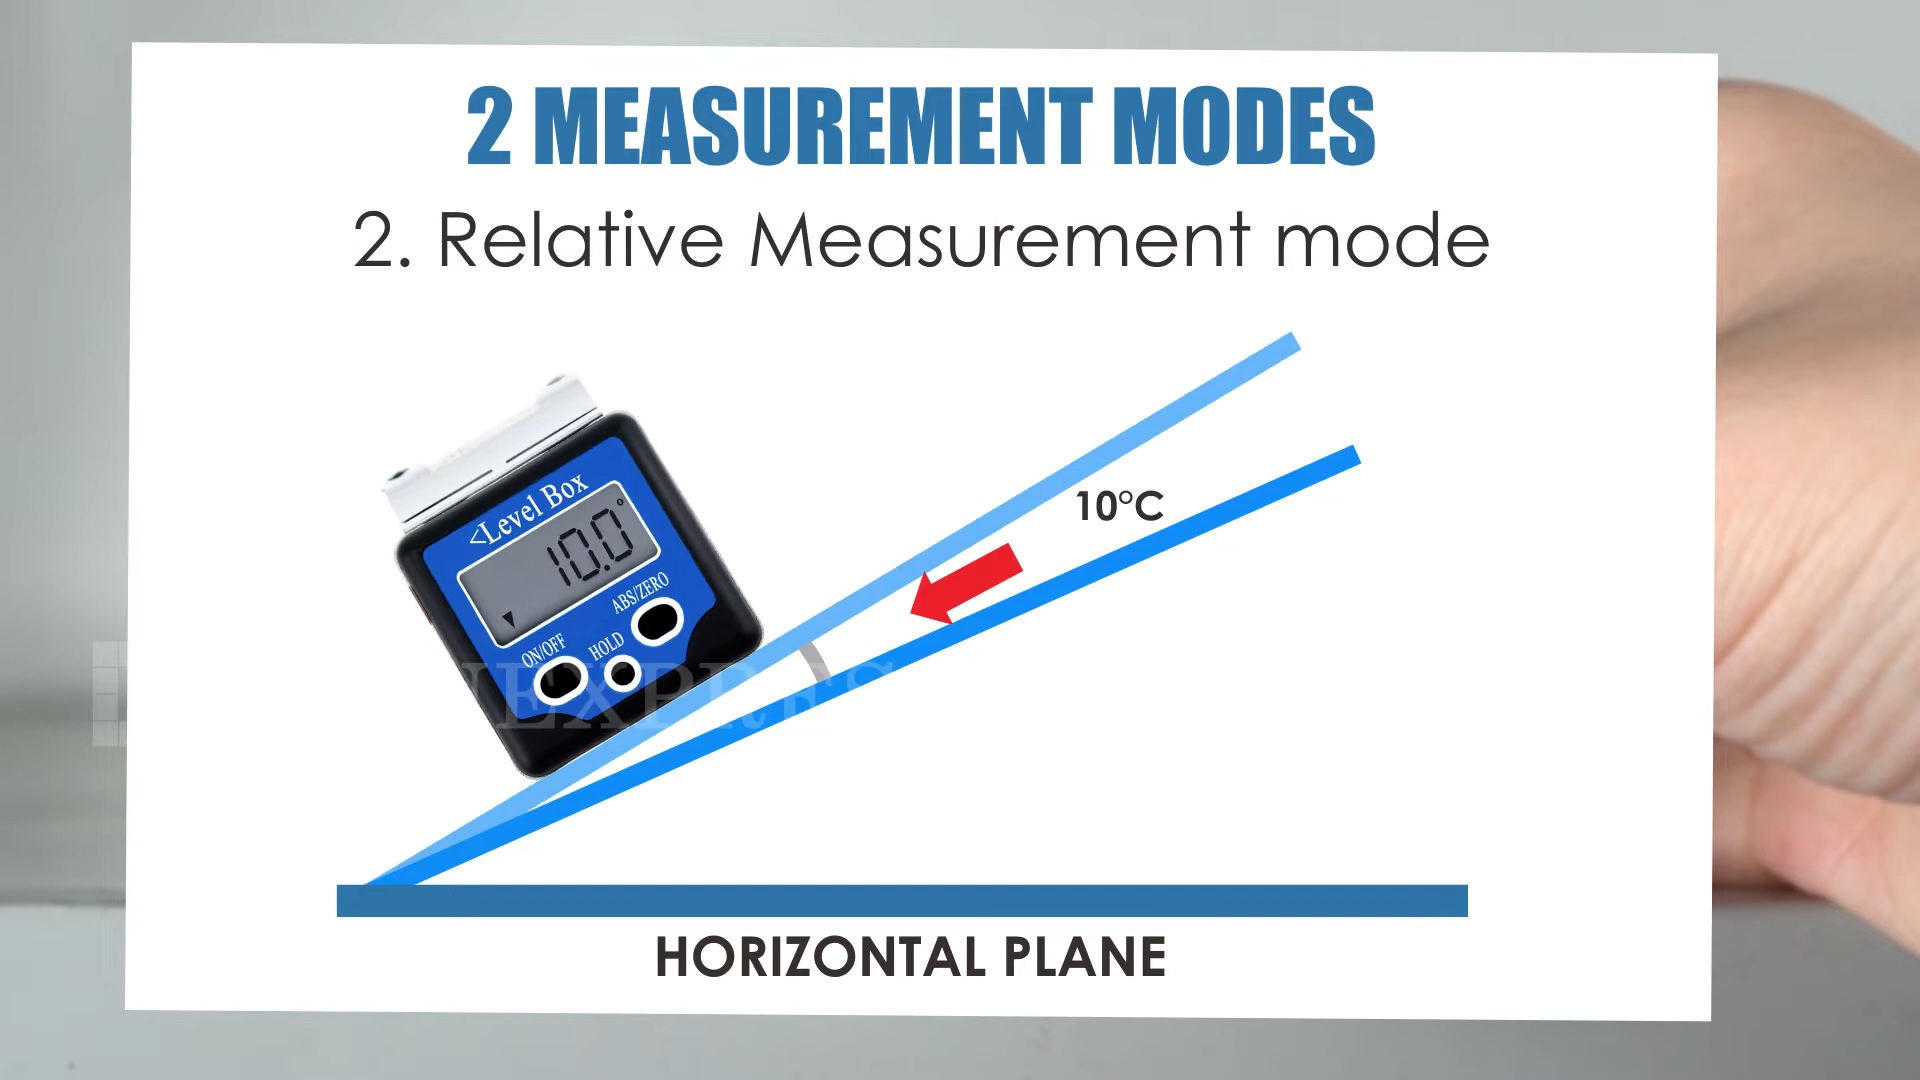 2 MEASUREMENT MODES
2. Relative Measurement mode
<Level Box
10.0°
ABS/ZERO
ON/OFF
HOLD
10°C
HORIZONTAL PLANE